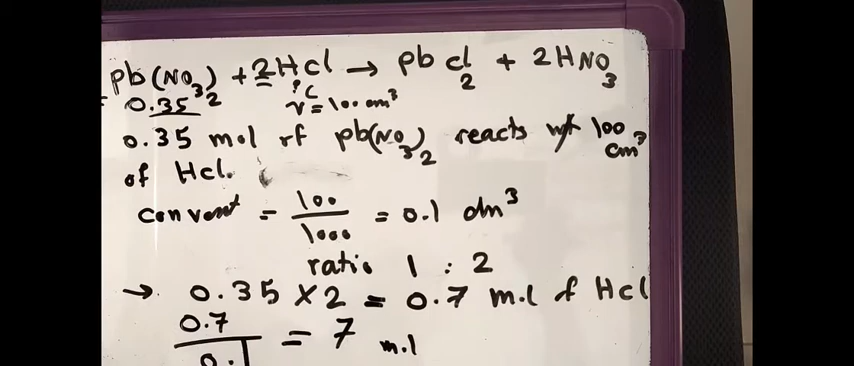 Pb(NO3)2 + 2HCl → pbcl2 + 2HNO3
= 0.35
v = 100 cm³
0.35 mol of pb(NO3)2 reacts with 100 cm³
of HCl.
convert = 100/1000 = 0.1 dm³
ratio 1 : 2
→ 0.35 × 2 = 0.7 mol of HCl
0.7/0.1 = 7 mol